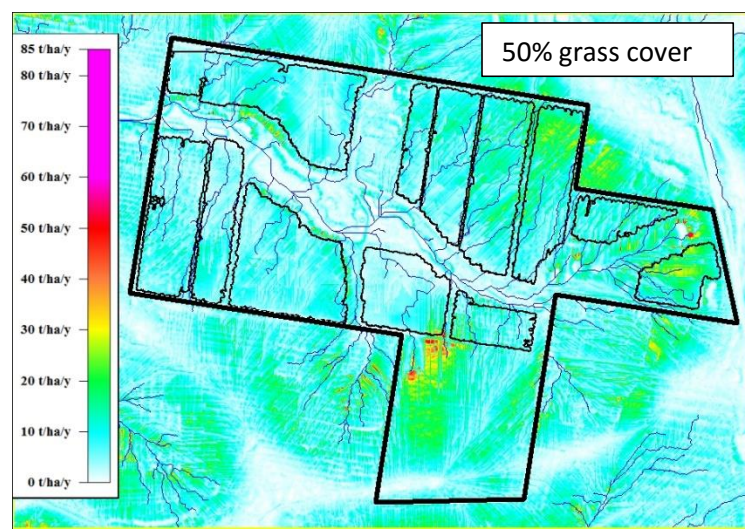 50% grass cover
85 t/ha/y
80 t/ha/y
70 t/ha/y
60 t/ha/y
50 t/ha/y
40 t/ha/y
30 t/ha/y
20 t/ha/y
10 t/ha/y
0 t/ha/y